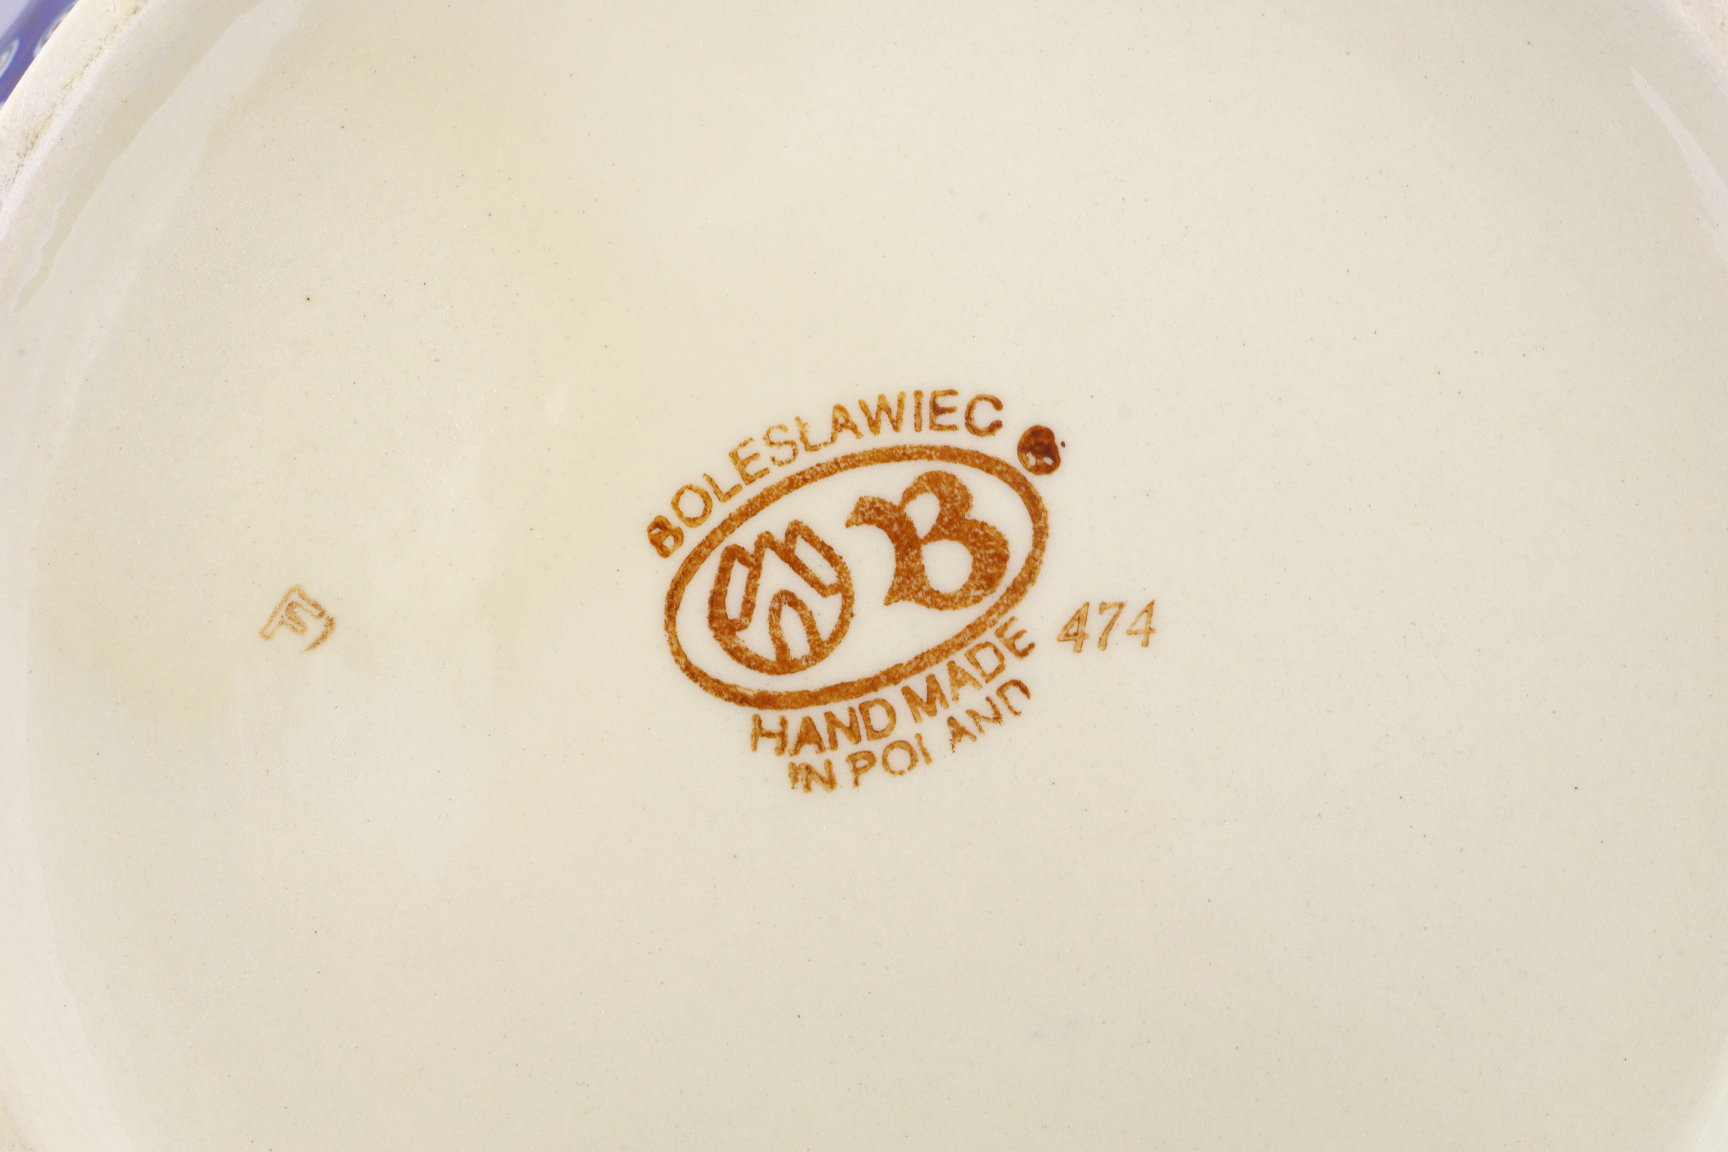 BOLESŁAWIEC
B
474
HAND MADE
IN POLAND